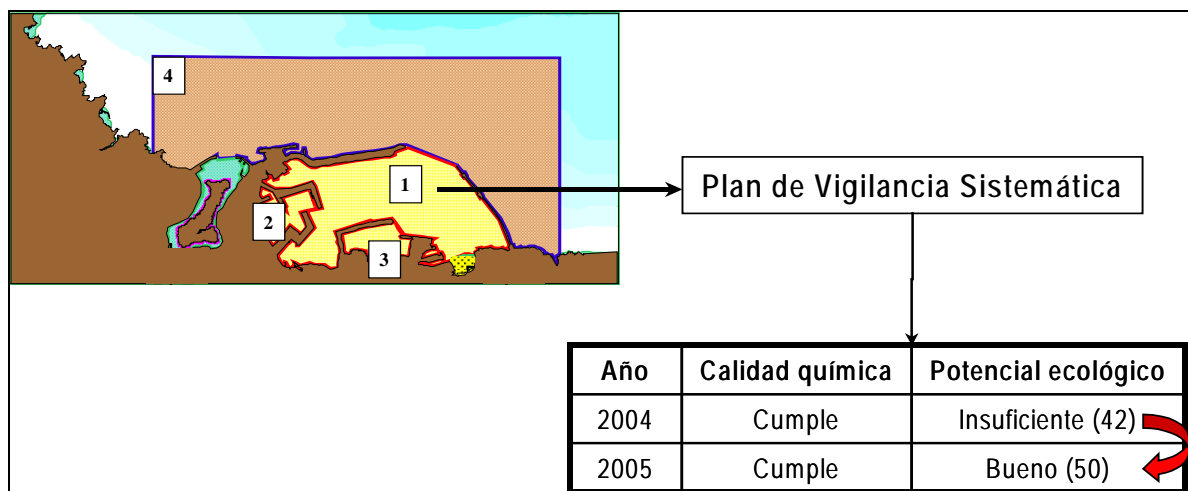 4
1
2
3
Plan de Vigilancia Sistemática
Año Calidad química Potencial ecológico
2004 Cumple Insuficiente (42)
2005 Cumple Bueno (50)